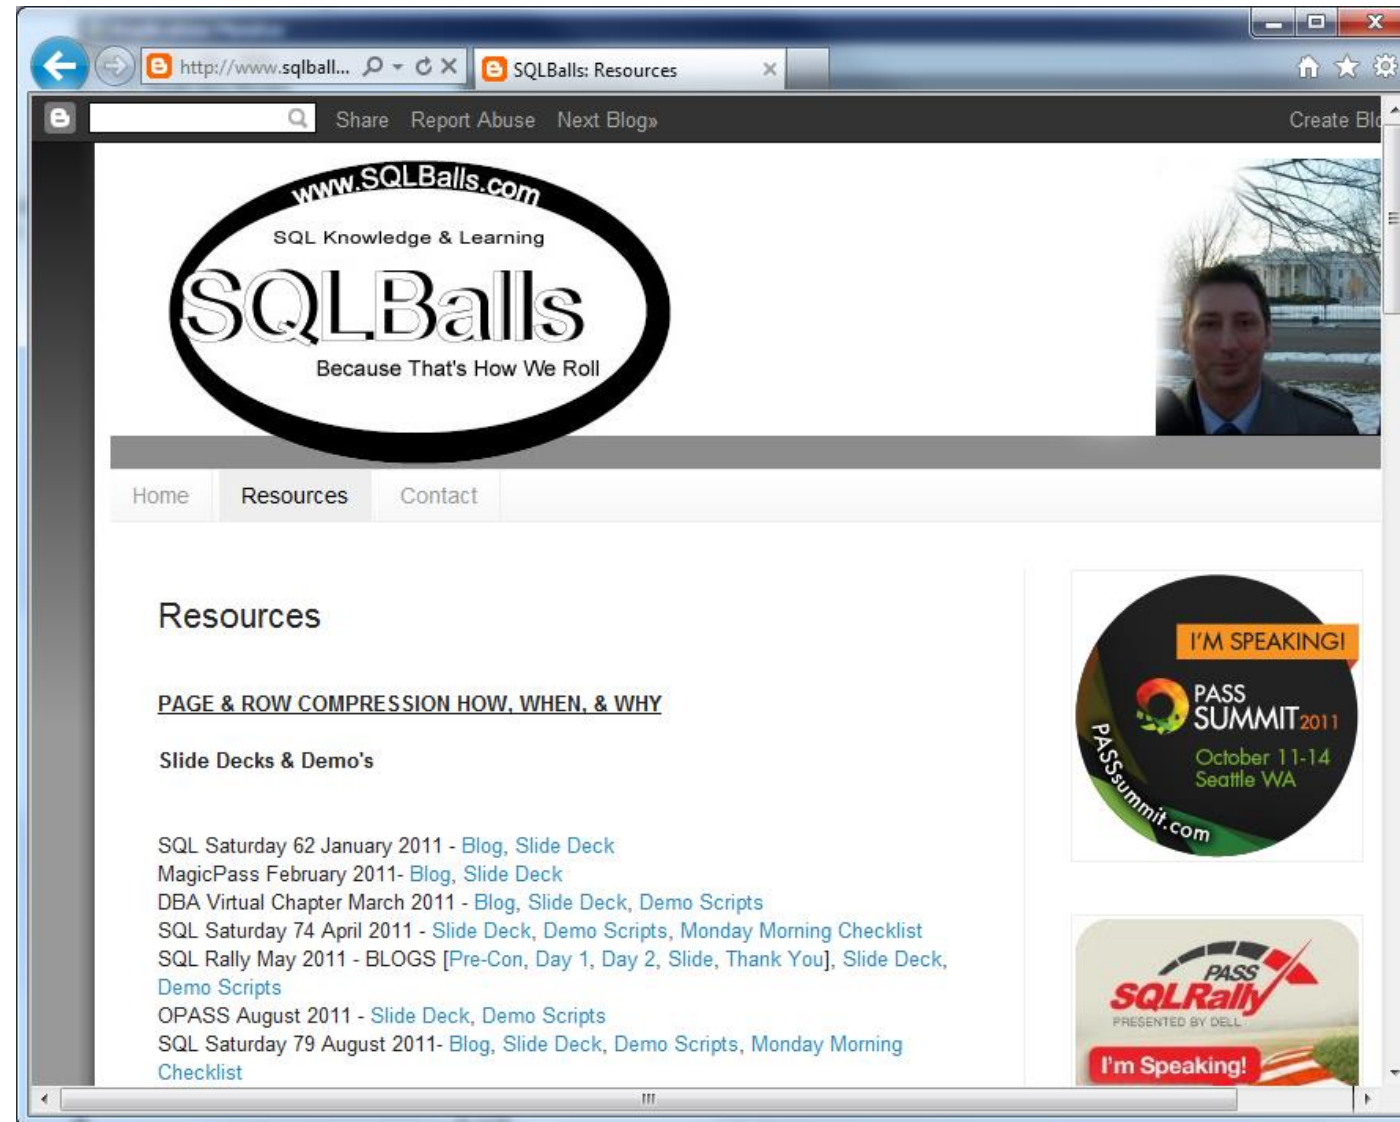 http://www.sqlball...
SQLBalls: Resources
Share Report Abuse Next Blog»
Create Blo
www.SQLBalls.com
SQL Knowledge & Learning
SQLBalls
Because That's How We Roll
Home Resources Contact
Resources
PAGE & ROW COMPRESSION HOW, WHEN, & WHY
Slide Decks & Demo's
SQL Saturday 62 January 2011 - Blog, Slide Deck
MagicPass February 2011- Blog, Slide Deck
DBA Virtual Chapter March 2011 - Blog, Slide Deck, Demo Scripts
SQL Saturday 74 April 2011 - Slide Deck, Demo Scripts, Monday Morning Checklist
SQL Rally May 2011 - BLOGS [Pre-Con, Day 1, Day 2, Slide, Thank You], Slide Deck,
Demo Scripts
OPASS August 2011 - Slide Deck, Demo Scripts
SQL Saturday 79 August 2011- Blog, Slide Deck, Demo Scripts, Monday Morning
Checklist
I'M SPEAKING!
PASS
SUMMIT 2011
October 11-14
Seattle WA
PASSsummit.com
PASS
SQLRally
PRESENTED BY DELL
I'm Speaking!